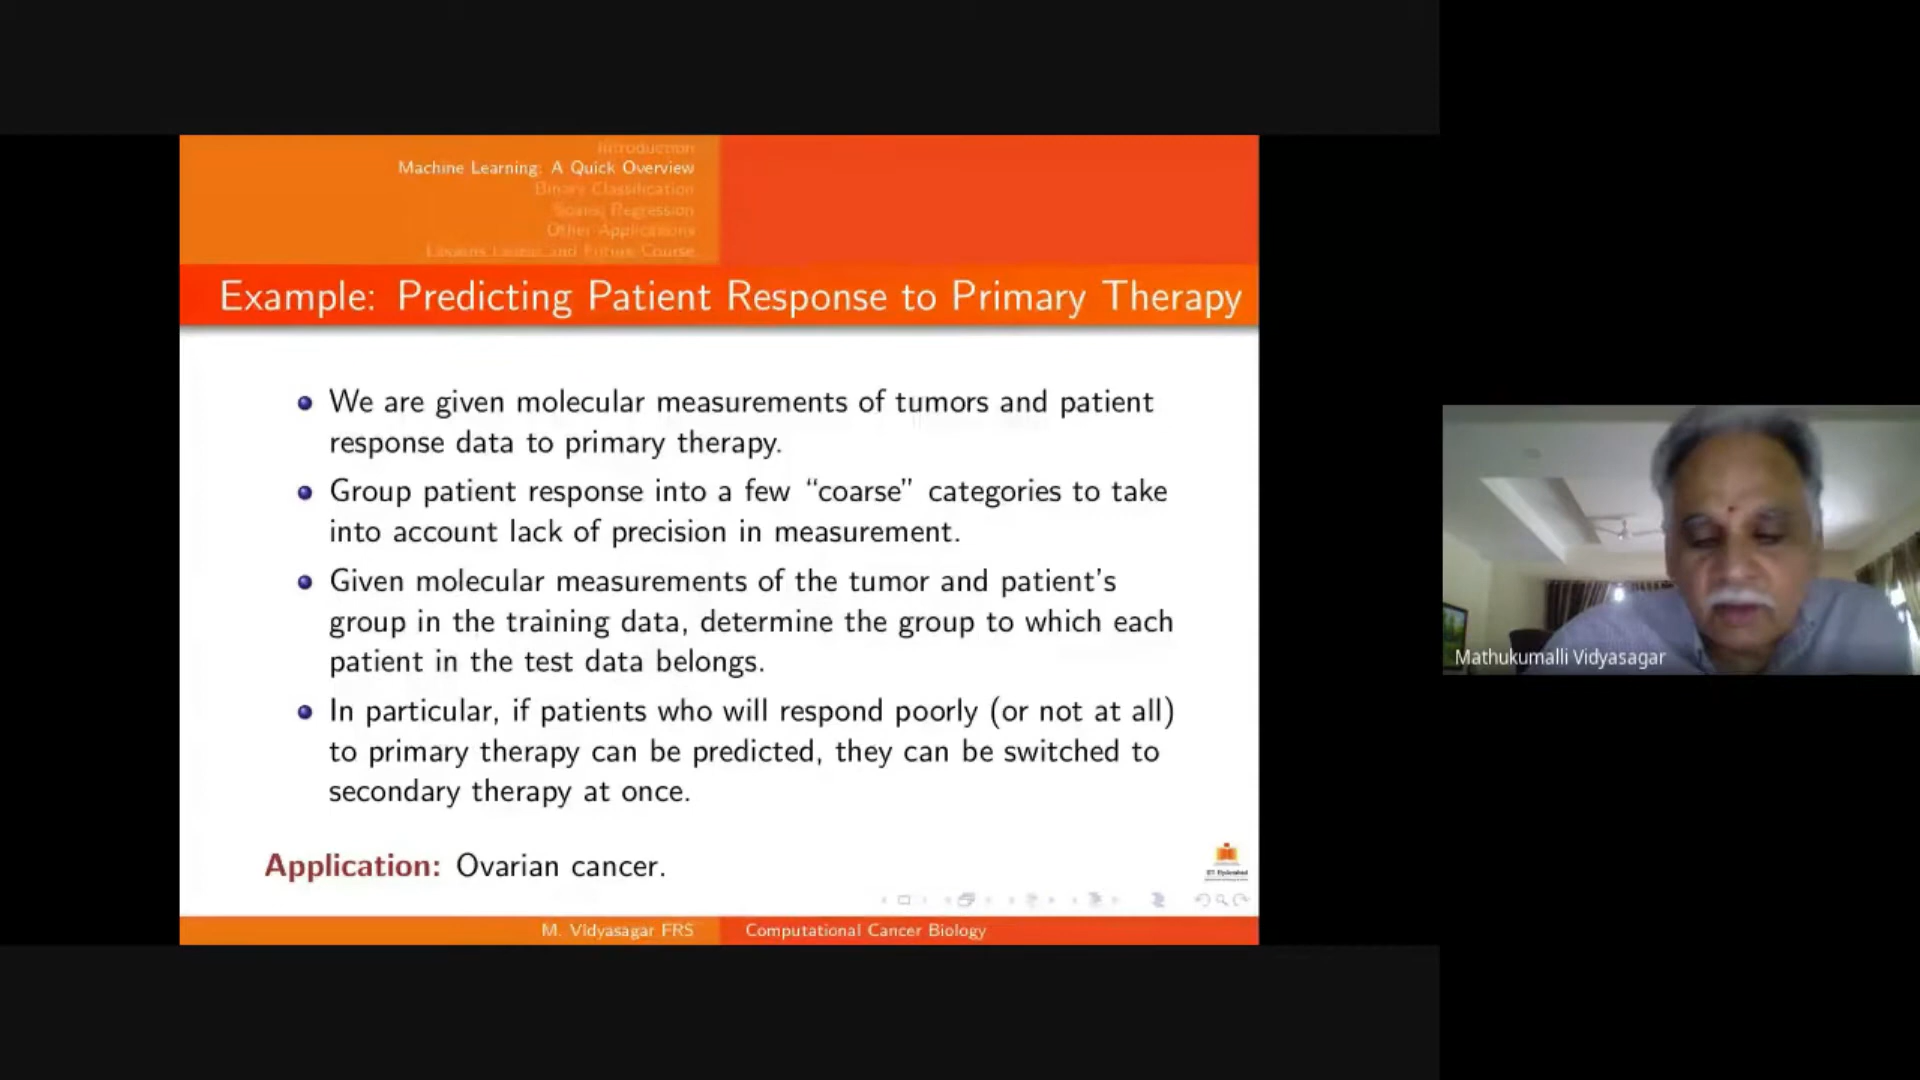 Introduction
Machine Learning: A Quick Overview
Binary Classification
Sparse Regression
Other Applications
Lessons Learnt and Future Course
Example: Predicting Patient Response to Primary Therapy
We are given molecular measurements of tumors and patient
response data to primary therapy.
Group patient response into a few “coarse” categories to take
into account lack of precision in measurement.
Given molecular measurements of the tumor and patient’s
group in the training data, determine the group to which each
patient in the test data belongs.
In particular, if patients who will respond poorly (or not at all)
to primary therapy can be predicted, they can be switched to
secondary therapy at once.
Application: Ovarian cancer.
M. Vidyasagar FRS
Computational Cancer Biology
Mathukumalli Vidyasagar